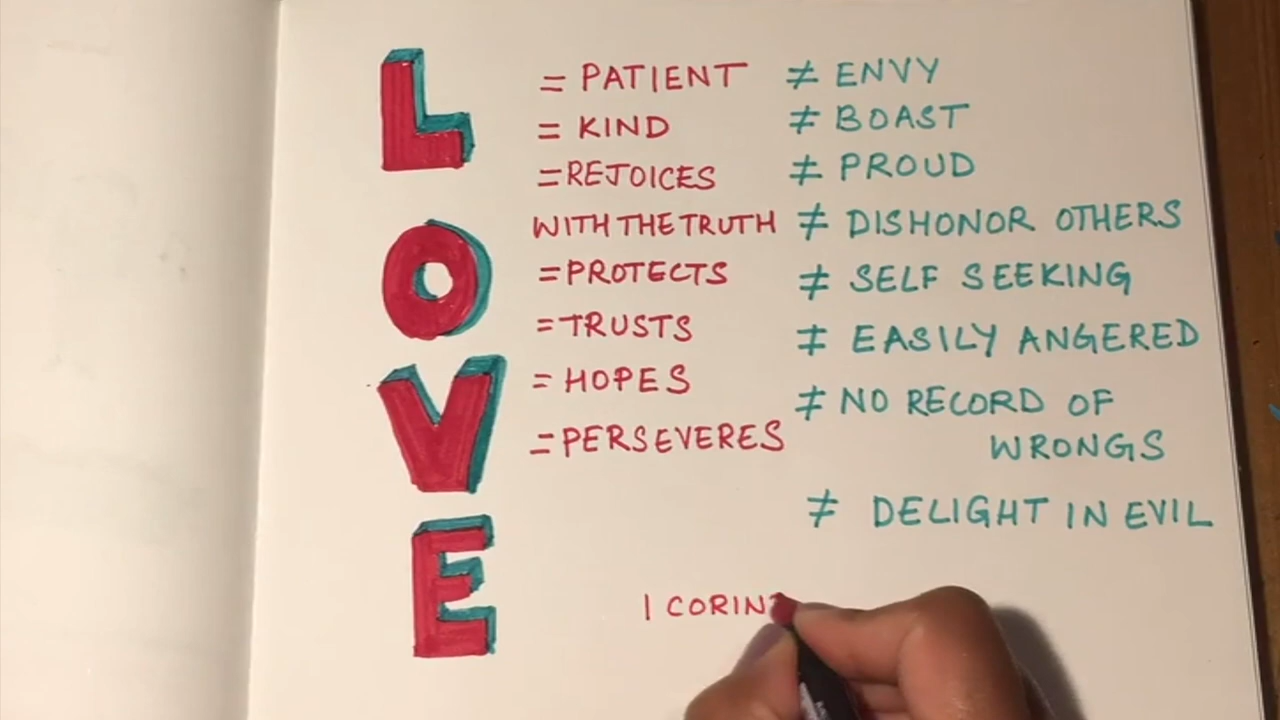 LOVE
= PATIENT
= KIND
= REJOICES
WITH THE TRUTH
= PROTECTS
= TRUSTS
= HOPES
= PERSEVERES
≠ ENVY
≠ BOAST
≠ PROUD
≠ DISHONOR OTHERS
≠ SELF SEEKING
≠ EASILY ANGERED
≠ NO RECORD OF
WRONGS
≠ DELIGHT IN EVIL
1 CORIN